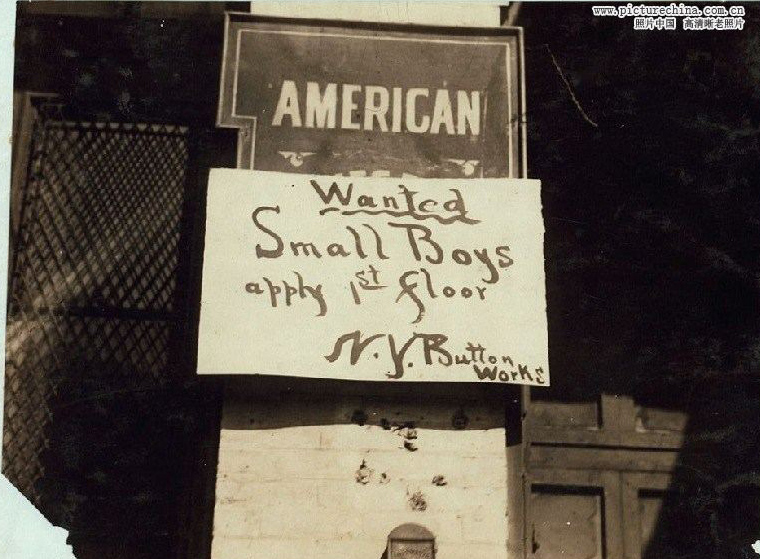 www.picturechina.com.cn
照片中国 高清晰老照片
AMERICAN
Wanted
Small Boys
apply 1st floor
N.Y. Button
Works